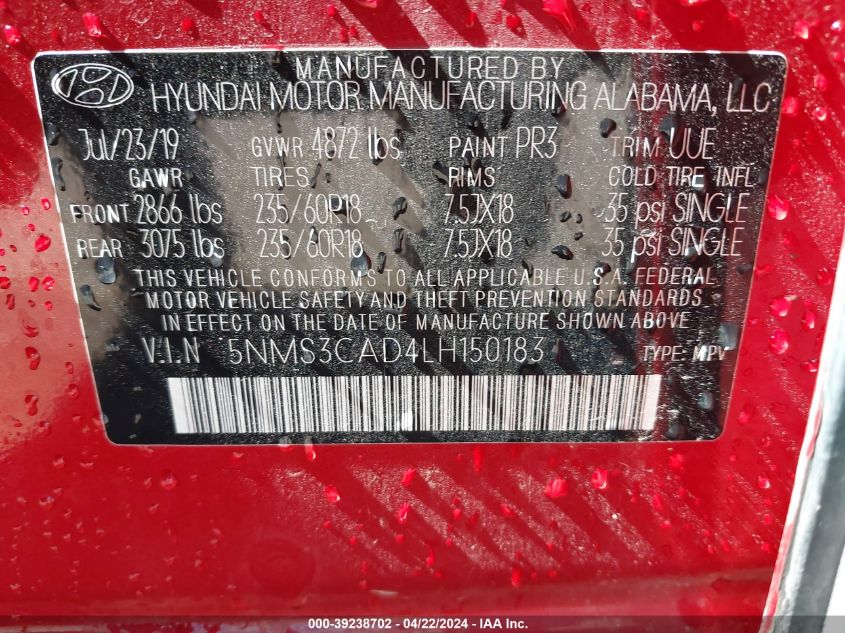 MANUFACTURED BY
HYUNDAI MOTOR MANUFACTURING ALABAMA, LLC
Jul/23/19 GVWR 4872 lbs PAINT PR3 TRIM UUE
GAWR TIRES RIMS COLD TIRE INFL
FRONT 2866 lbs 235/60R18 7.5JX18 35 psi SINGLE
REAR 3075 lbs 235/60R18 7.5JX18 35 psi SINGLE
THIS VEHICLE CONFORMS TO ALL APPLICABLE U.S.A. FEDERAL
MOTOR VEHICLE SAFETY AND THEFT PREVENTION STANDARDS
IN EFFECT ON THE DATE OF MANUFACTURE SHOWN ABOVE.
V.I.N 5NMS3CAD4LH150183 TYPE: MPV
000-39238702 - 04/22/2024 - IAA Inc.